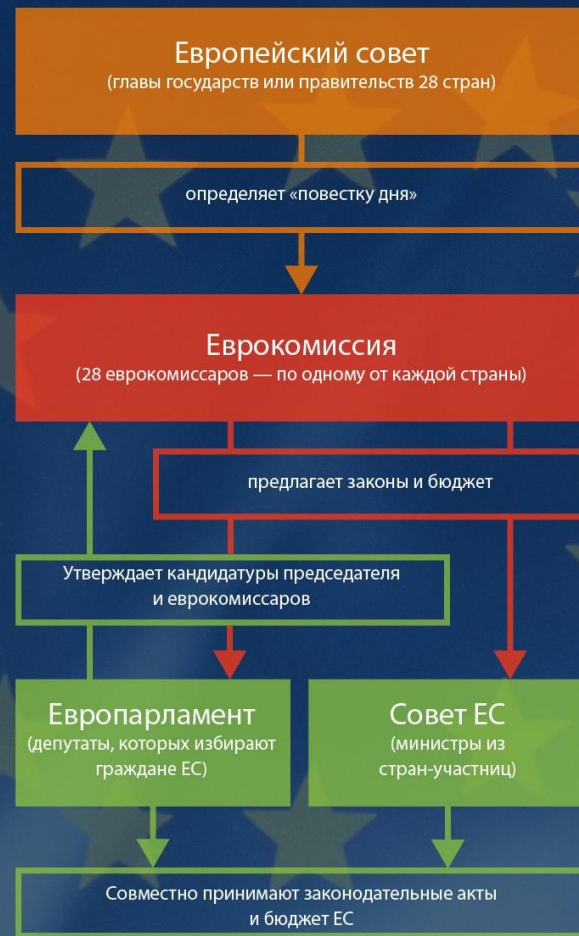 Европейский совет
(главы государств или правительств 28 стран)
определяет «повестку дня»
Еврокомиссия
(28 еврокомиссаров — по одному от каждой страны)
предлагает законы и бюджет
Утверждает кандидатуры председателя
и еврокомиссаров
Европарламент
(депутаты, которых избирают
граждане ЕС)
Совет ЕС
(министры из
стран-участниц)
Совместно принимают законодательные акты
и бюджет ЕС